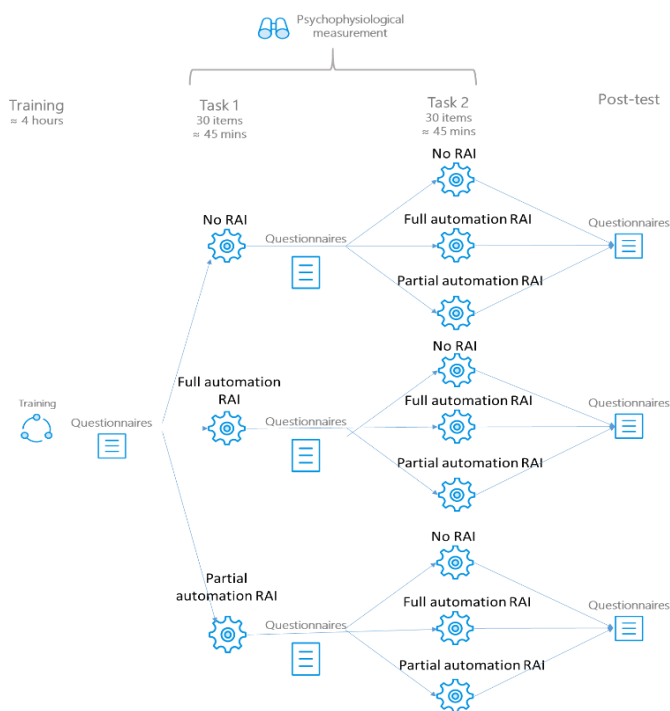 Psychophysiological
measurement
Training
≈ 4 hours
Task 1
30 items
≈ 45 mins
Task 2
30 items
≈ 45 mins
Post-test
No RAI
No RAI
Questionnaires
Full automation RAI
Questionnaires
Partial automation RAI
No RAI
Full automation
RAI
Training
Questionnaires
Questionnaires
Full automation RAI
Questionnaires
Partial automation RAI
No RAI
Partial
automation RAI
Questionnaires
Full automation RAI
Questionnaires
Partial automation RAI